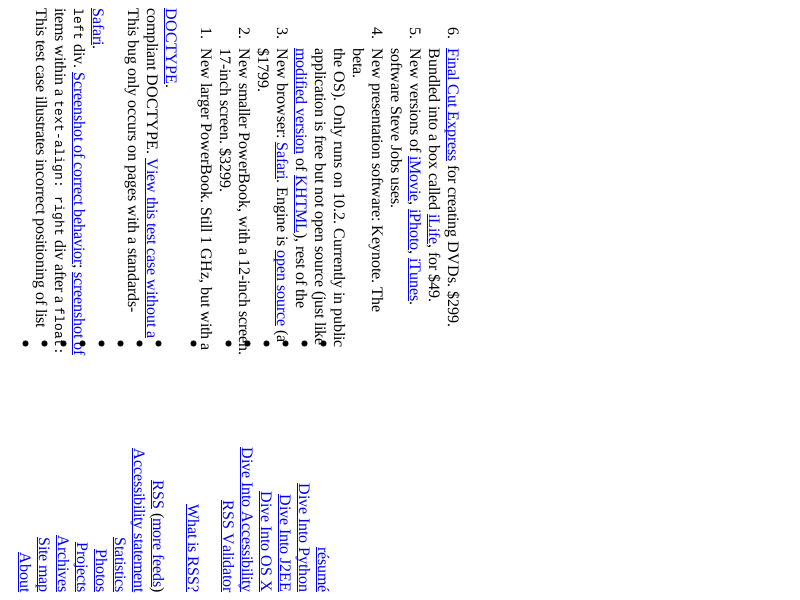 This test case illustrates incorrect positioning of list
items within a text-align: right div after a float:
left div. Screenshot of correct behavior; screenshot of
Safari.
This bug only occurs on pages with a standards-
compliant DOCTYPE. View this test case without a
DOCTYPE.
1. New larger PowerBook. Still 1 GHz, but with a
17-inch screen. $3299.
2. New smaller PowerBook, with a 12-inch screen.
$1799.
3. New browser: Safari. Engine is open source (a
modified version of KHTML), rest of the
application is free but not open source (just like
the OS). Only runs on 10.2. Currently in public
beta.
4. New presentation software: Keynote. The
software Steve Jobs uses.
5. New versions of iMovie, iPhoto, iTunes.
Bundled into a box called iLife, for $49.
6. Final Cut Express for creating DVDs. $299.
About
Site map
Archives
Projects
Photos
Statistics
Accessibility statement
RSS (more feeds)
What is RSS?
RSS Validator
Dive Into Accessibility
Dive Into OS X
Dive Into J2EE
Dive Into Python
résumé